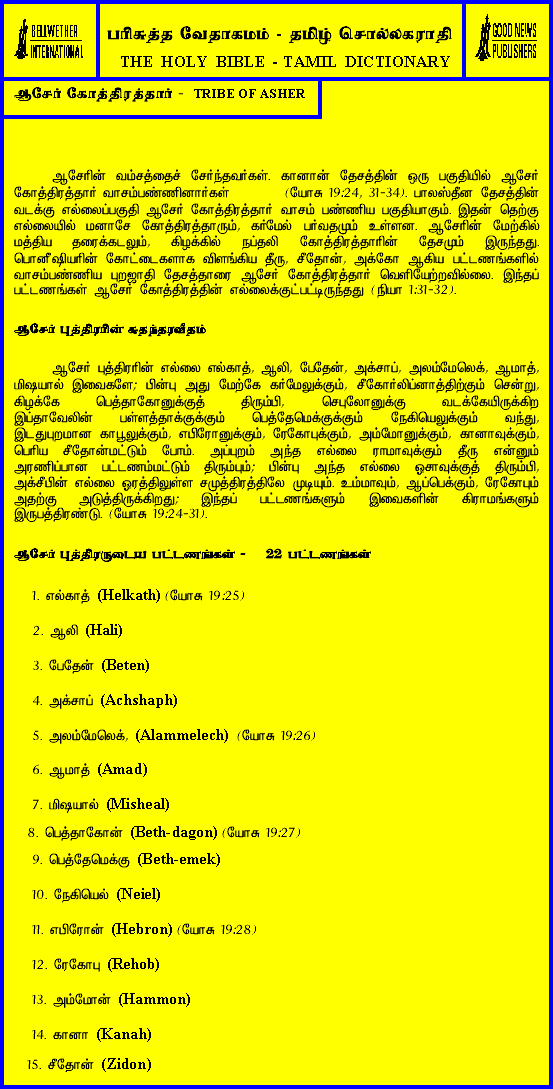 BELLWETHER
INTERNATIONAL
பரிசுத்த வேதாகமம் - தமிழ் சொல்லகராதி
THE HOLY BIBLE - TAMIL DICTIONARY
GOOD NEWS
PUBLISHERS
ஆசேர் கோத்திரத்தார் - TRIBE OF ASHER
ஆசேரின் வம்சத்தைச் சேர்ந்தவர்கள். கானான் தேசத்தின் ஒரு பகுதியில் ஆசேர்
கோத்திரத்தார் வாசம்பண்ணினார்கள் (யோசு 19:24, 31-34). பாலஸ்தீன தேசத்தின்
வடக்கு எல்லைப்பகுதி ஆசேர் கோத்திரத்தார் வாசம் பண்ணிய பகுதியாகும். இதன் தெற்கு
எல்லையில் மனாசே கோத்திரத்தாரும், கர்மேல் பர்வதமும் உள்ளன. ஆசேரின் மேற்கில்
மத்திய தரைக்கடலும், கிழக்கில் நப்தலி கோத்திரத்தாரின் தேசமும் இருந்தது.
பொனீஷியரின் கோட்டைகளாக விளங்கிய தீரு, சீதோன், அக்கோ ஆகிய பட்டணங்களில்
வாசம்பண்ணிய புறஜாதி தேசத்தாரை ஆசேர் கோத்திரத்தார் வெளியேற்றவில்லை. இந்தப்
பட்டணங்கள் ஆசேர் கோத்திரத்தின் எல்லைக்குட்பட்டிருந்தது (நியா 1:31-32).
ஆசேர் புத்திரரின் சுதந்தரவீதம்
ஆசேர் புத்திரரின் எல்லை எல்காத், ஆலி, பேதேன், அக்சாப், அலம்மேலெக், ஆமாத்,
மிஷயால் இவைகளே; பின்பு அது மேற்கே கர்மேலுக்கும், சீகோர்லிப்னாத்திற்கும் சென்று,
கிழக்கே பெத்தாகோனுக்குத் திரும்பி, செபுலோனுக்கு வடக்கேயிருக்கிற
இப்தாவேலின் பள்ளத்தாக்குக்கும் பெத்தேமெக்குக்கும் நேகியெலுக்கும் வந்து,
இடதுபுறமான காபூலுக்கும், எபிரோனுக்கும், ரேகோபுக்கும், அம்மோனுக்கும், கானாவுக்கும்,
பெரிய சீதோன்மட்டும் போம். அப்புறம் அந்த எல்லை ராமாவுக்கும் தீரு என்னும்
அரணிப்பான பட்டணம்மட்டும் திரும்பும்; பின்பு அந்த எல்லை ஓசாவுக்குத் திரும்பி,
அக்சீபின் எல்லை ஓரத்திலுள்ள சமுத்திரத்திலே முடியும். உம்மாவும், ஆப்பெக்கும், ரேகோபும்
அதற்கு அடுத்திருக்கிறது; இந்தப் பட்டணங்களும் இவைகளின் கிராமங்களும்
இருபத்திரண்டு. (யோசு 19:24-31).
ஆசேர் புத்திரருடைய பட்டணங்கள் - 22 பட்டணங்கள்
1. எல்காத் (Helkath) (யோசு 19:25)
2. ஆலி (Hali)
3. பேதேன் (Beten)
4. அக்சாப் (Achshaph)
5. அலம்மேலெக், (Alammelech) (யோசு 19:26)
6. ஆமாத் (Amad)
7. மிஷயால் (Misheal)
8. பெத்தாகோன் (Beth-dagon) (யோசு 19:27)
9. பெத்தேமெக்கு (Beth-emek)
10. நேகியெல் (Neiel)
11. எபிரோன் (Hebron) (யோசு 19:28)
12. ரேகோபு (Rehob)
13. அம்மோன் (Hammon)
14. கானா (Kanah)
15. சீதோன் (Zidon)